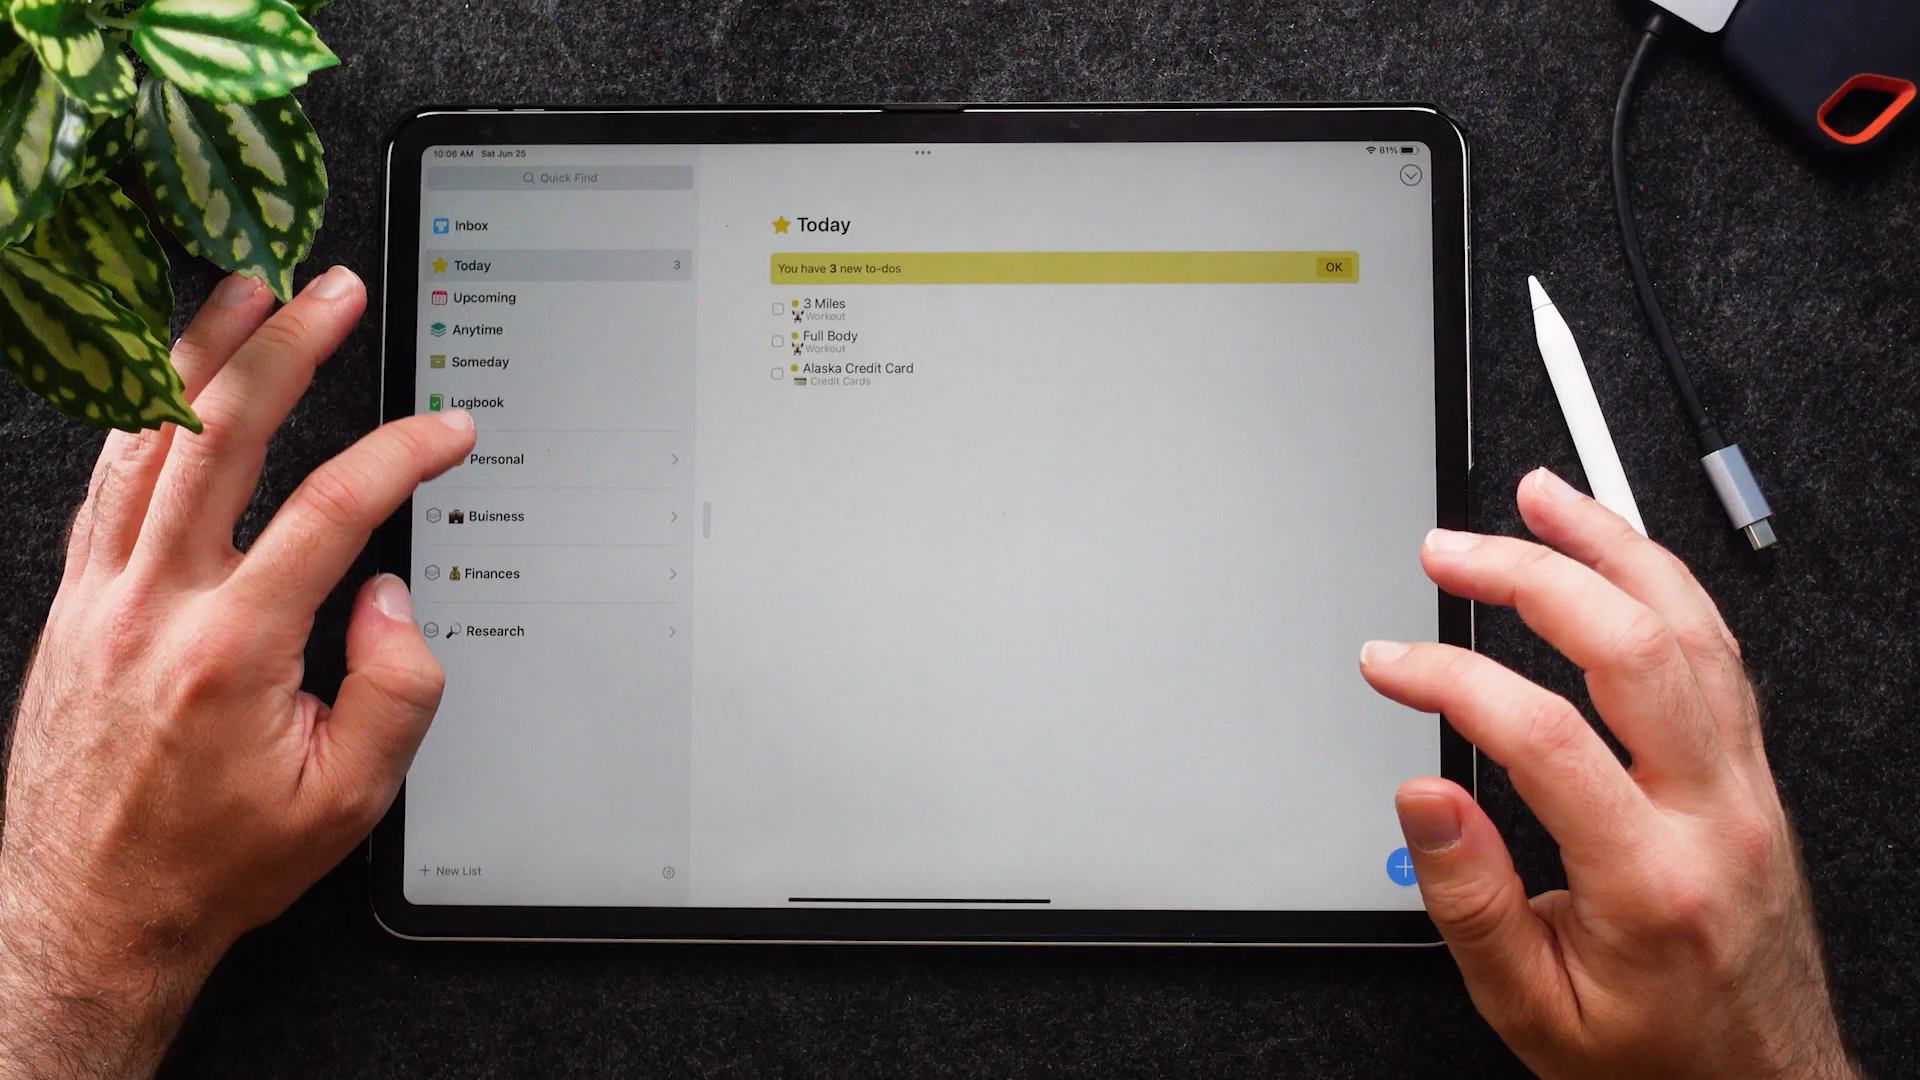 10:06 AM Sat Jun 25
81%
Quick Find
Inbox
Today 3
Upcoming
Anytime
Someday
Logbook
Personal
Buisness
Finances
Research
New List
Today
You have 3 new to-dos OK
3 Miles
Workout
Full Body
Workout
Alaska Credit Card
Credit Cards